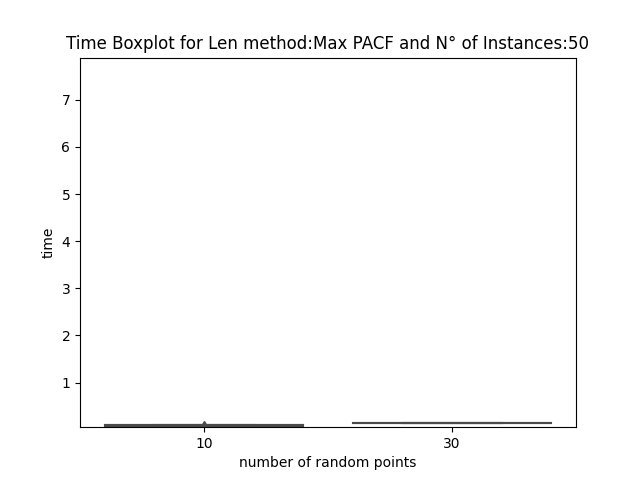 Time Boxplot for Len method:Max PACF and N° of Instances:50
7
6
5
4
3
2
1
time
10 30
number of random points